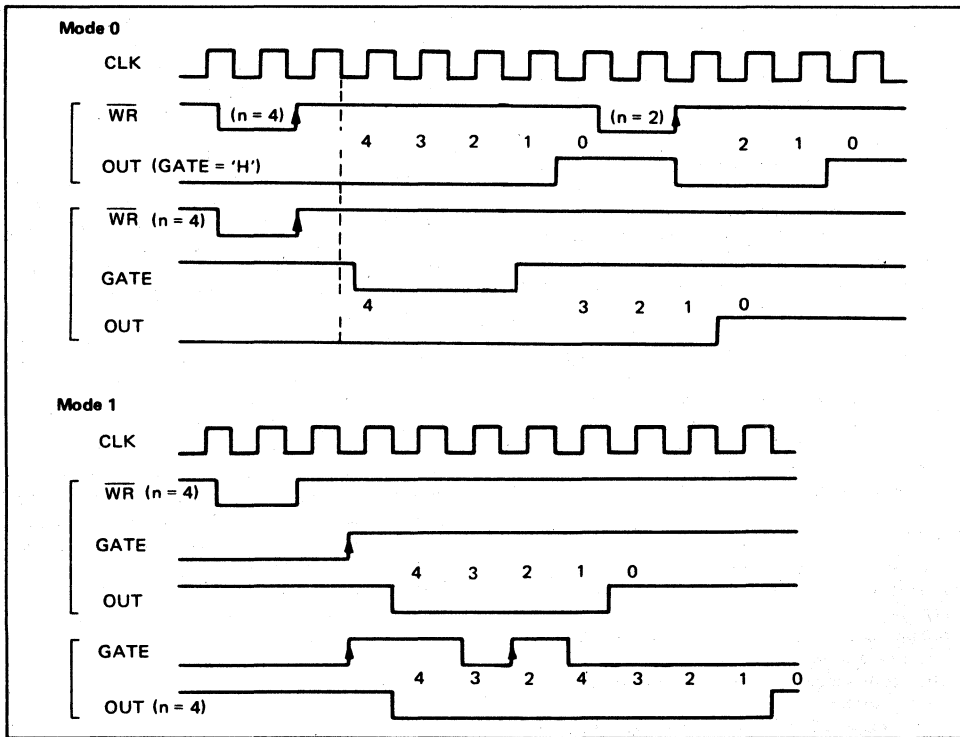 Mode 0
CLK
WR (n = 4) (n = 2)
4 3 2 1 0 2 1 0
OUT (GATE = 'H')
WR (n = 4)
GATE
4 3 2 1 0
OUT
Mode 1
CLK
WR (n = 4)
GATE
4 3 2 1 0
OUT
GATE
4 3 2 4 3 2 1 0
OUT (n = 4)